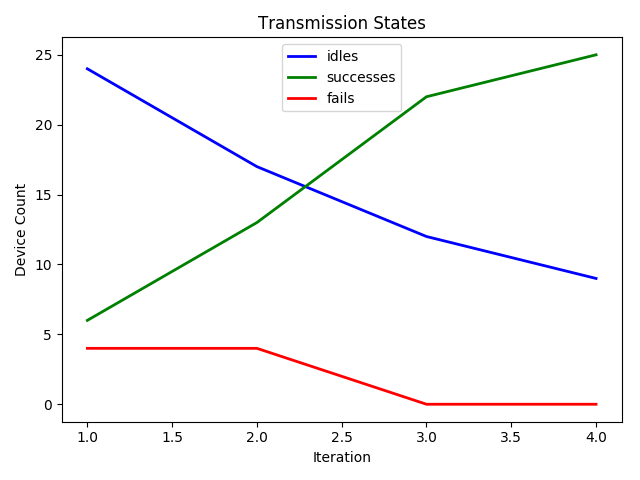 Transmission States
idles
successes
fails
Device Count
25
20
15
10
5
0
1.0 1.5 2.0 2.5 3.0 3.5 4.0
Iteration